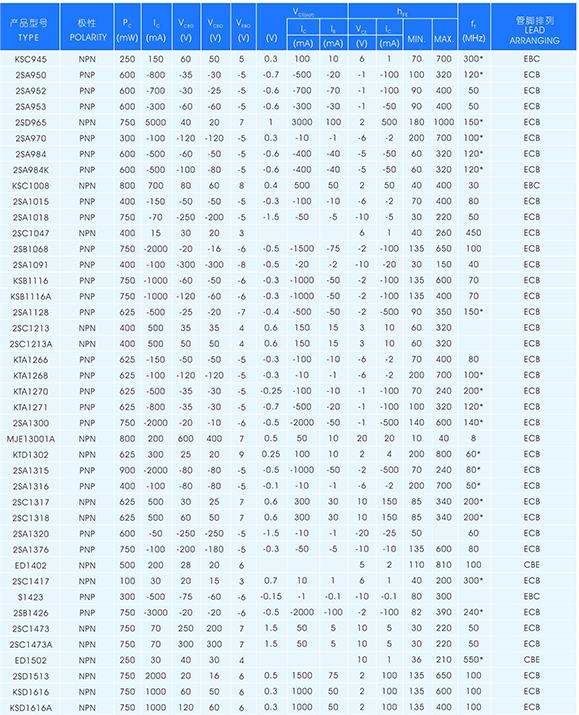 产品型号 极性 Pc Ic VCBO VCEO VEBO VCE(sat) hFE fT 管脚排列
TYPE POLARITY (mW) (mA) (V) (V) (V) (V) IC (mA) IB (mA) VCE (V) IC (mA) MIN. MAX. (MHz) LEAD ARRANGING
KSC945 NPN 250 150 60 50 5 0.3 100 10 6 1 70 700 300* EBC
2SA950 PNP 600 -800 -35 -30 -5 -0.7 -500 -20 -1 -100 100 320 120* ECB
2SA952 PNP 600 -700 -30 -25 -5 -0.6 -700 -70 -1 -100 90 400 50 ECB
2SA953 PNP 600 -300 -60 -60 -5 -0.6 -300 -30 -1 -50 90 400 50 ECB
2SD965 NPN 750 5000 40 20 7 1 3000 100 2 500 180 1000 150* ECB
2SA970 PNP 300 -100 -120 -120 -5 -0.3 -10 -1 -6 -2 200 700 100* ECB
2SA984 PNP 600 -500 -60 -50 -5 -0.6 -400 -40 -5 -50 60 320 120* ECB
2SA984K PNP 600 -500 -100 -80 -5 -0.6 -400 -40 -5 -50 60 320 120* ECB
KSC1008 NPN 800 700 80 60 8 0.4 500 50 2 50 40 400 30 EBC
2SA1015 PNP 400 -150 -50 -50 -5 -0.3 -100 -10 -6 -2 70 400 80 ECB
2SA1018 PNP 750 -70 -250 -200 -5 -1.5 -50 -5 -10 -5 30 220 50 ECB
2SC1047 NPN 400 15 30 20 3 6 1 40 260 450 ECB
2SB1068 PNP 750 -2000 -20 -16 -6 -0.5 -1500 -75 -2 -100 135 650 100 ECB
2SA1091 PNP 400 -100 -300 -300 -8 -0.5 -20 -2 -10 -20 30 150 40 ECB
KSB1116 PNP 750 -1000 -60 -50 -6 -0.3 -1000 -50 -2 -100 135 600 70 ECB
KSB1116A PNP 750 -1000 -120 -60 -6 -0.3 -1000 -50 -2 -100 135 400 70 ECB
2SA1128 PNP 625 -500 -25 -20 -7 -0.4 -500 -50 -2 -500 90 350 150* ECB
2SC1213 NPN 400 500 35 35 4 0.6 150 15 3 10 60 320 ECB
2SC1213A NPN 400 500 50 50 4 0.6 150 15 3 10 60 320 ECB
KTA1266 PNP 625 -150 -50 -50 -5 -0.3 -100 -10 -6 -2 70 400 80 ECB
KTA1268 PNP 625 -100 -120 -120 -5 -0.3 -10 -1 -6 -2 200 700 100* ECB
KTA1270 PNP 625 -500 -35 -30 -5 -0.25 -100 -10 -1 -100 70 240 200* ECB
KTA1271 PNP 625 -800 -35 -30 -5 -0.7 -500 -20 -1 -100 100 320 120* ECB
2SA1300 PNP 750 -2000 -20 -10 -6 -0.5 -2000 -50 -1 -500 140 600 140* ECB
MJE13001A NPN 800 200 600 400 7 0.5 50 10 20 20 10 40 8 ECB
KTD1302 NPN 625 300 25 20 9 0.25 100 10 2 4 200 800 60* ECB
2SA1315 PNP 900 -2000 -80 -80 -5 -0.5 -1000 -50 -2 -500 70 240 80* ECB
2SA1316 PNP 400 -100 -80 -80 -5 -0.1 -10 -1 -6 -2 200 700 50* ECB
2SC1317 NPN 625 500 30 25 7 0.6 300 30 10 150 85 340 200* ECB
2SC1318 NPN 625 500 60 50 7 0.6 300 30 10 150 85 340 200* ECB
2SA1320 PNP 600 -50 -250 -250 -5 -1.5 -10 -1 -20 -25 50 60 ECB
2SA1376 PNP 750 -100 -200 -180 -5 -0.3 -50 -5 -10 -10 135 600 80 ECB
ED1402 NPN 500 200 28 20 6 5 2 110 810 100 CBE
2SC1417 NPN 100 30 20 15 3 0.7 10 1 6 1 40 200 300* ECB
S1423 PNP 300 -500 -75 -60 -6 -0.15 -1 -0.1 -10 -0.1 80 300 EBC
2SB1426 PNP 750 -3000 -20 -20 -6 -0.5 -2000 -100 -2 -100 82 390 240* ECB
2SC1473 NPN 750 70 250 200 7 1.5 50 5 10 5 30 220 50 ECB
2SC1473A NPN 750 70 300 300 7 1.5 50 5 10 5 30 220 50 ECB
ED1502 NPN 250 30 40 30 4 10 1 36 210 550* CBE
2SD1513 NPN 750 2000 20 16 6 0.5 1500 75 2 100 135 650 100 ECB
KSD1616 NPN 750 1000 60 50 6 0.3 1000 50 2 100 135 600 100 ECB
KSD1616A NPN 750 1000 120 60 6 0.3 1000 50 2 100 135 400 100 ECB